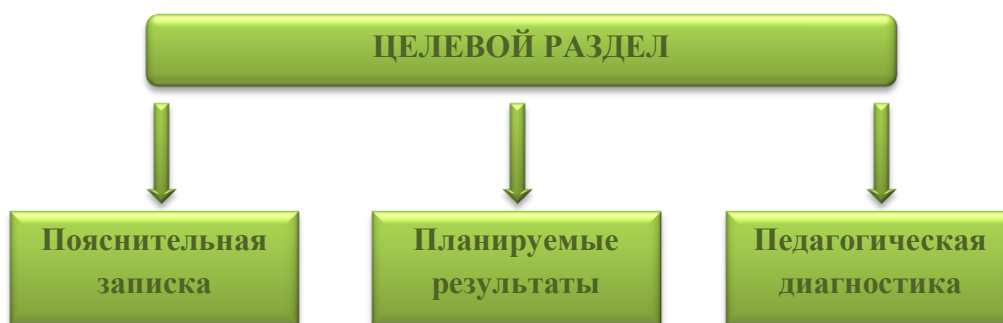 ЦЕЛЕВОЙ РАЗДЕЛ
Пояснительная
записка
Планируемые
результаты
Педагогическая
диагностика